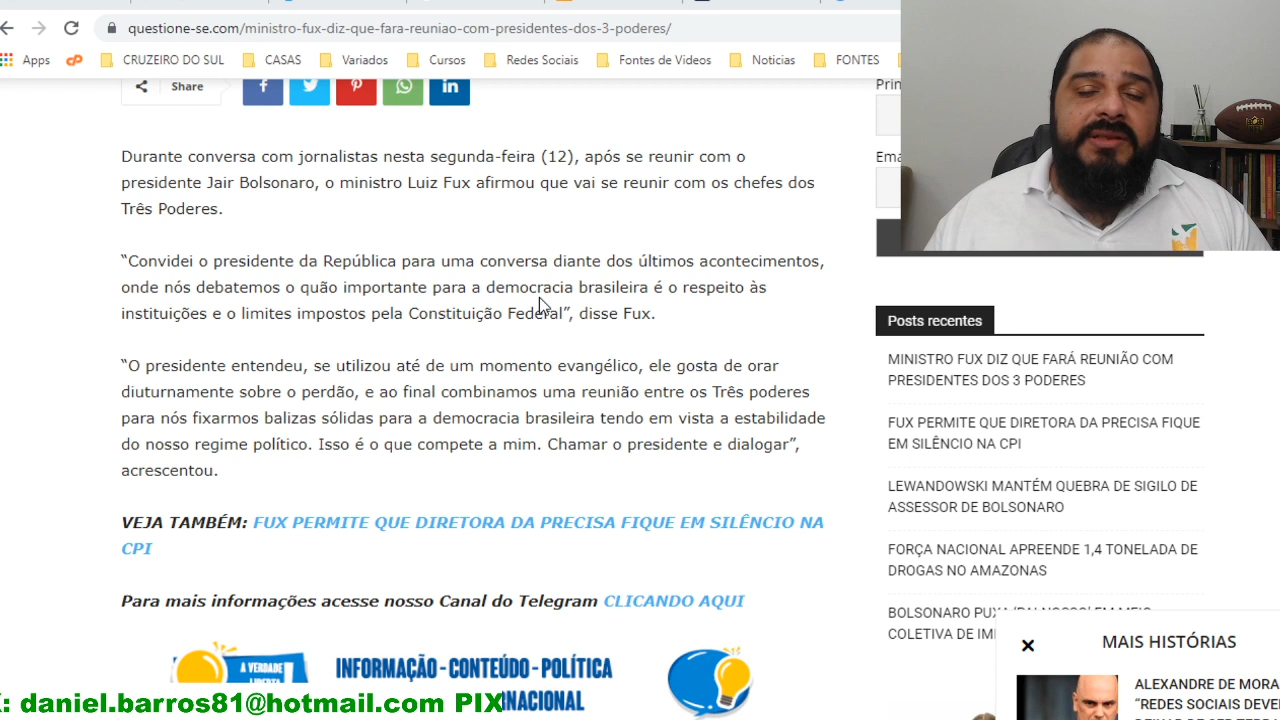 questione-se.com/ministro-fux-diz-que-fara-reuniao-com-presidentes-dos-3-poderes/
Apps CRUZEIRO DO SUL CASAS Variados Cursos Redes Sociais Fontes de Videos Noticias FONTES
Share
Durante conversa com jornalistas nesta segunda-feira (12), após se reunir com o
presidente Jair Bolsonaro, o ministro Luiz Fux afirmou que vai se reunir com os chefes dos
Três Poderes.
“Convidei o presidente da República para uma conversa diante dos últimos acontecimentos,
onde nós debatemos o quão importante para a democracia brasileira é o respeito às
instituições e o limites impostos pela Constituição Federal”, disse Fux.
“O presidente entendeu, se utilizou até de um momento evangélico, ele gosta de orar
diuturnamente sobre o perdão, e ao final combinamos uma reunião entre os Três poderes
para nós fixarmos balizas sólidas para a democracia brasileira tendo em vista a estabilidade
do nosso regime político. Isso é o que compete a mim. Chamar o presidente e dialogar”,
acrescentou.
VEJA TAMBÉM: FUX PERMITE QUE DIRETORA DA PRECISA FIQUE EM SILÊNCIO NA
CPI
Para mais informações acesse nosso Canal do Telegram CLICANDO AQUI
A VERDADE
INFORMAÇÃO - CONTEÚDO - POLÍTICA
X: daniel.barros81@hotmail.com PIX
Posts recentes
MINISTRO FUX DIZ QUE FARÁ REUNIÃO COM
PRESIDENTES DOS 3 PODERES
FUX PERMITE QUE DIRETORA DA PRECISA FIQUE
EM SILÊNCIO NA CPI
LEWANDOWSKI MANTÉM QUEBRA DE SIGILO DE
ASSESSOR DE BOLSONARO
FORÇA NACIONAL APREENDE 1,4 TONELADA DE
DROGAS NO AMAZONAS
BOLSONARO
COLETIVA DE
MAIS HISTÓRIAS
ALEXANDRE DE MORA
“REDES SOCIAIS DEVE